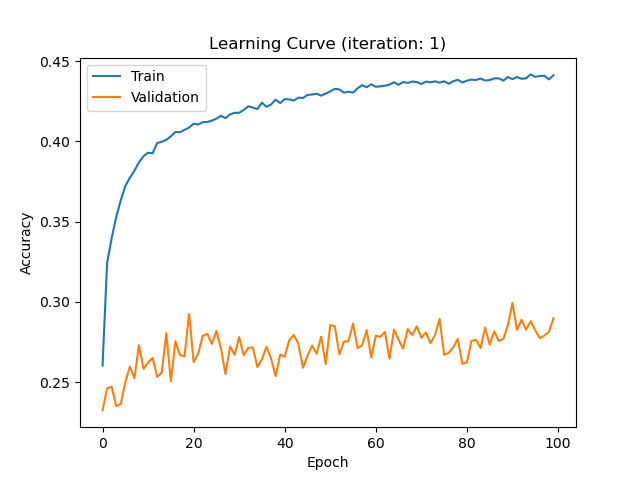 Learning Curve (iteration: 1)
Train
Validation
0.45
0.40
0.35
0.30
0.25
Accuracy
0
20
40
60
80
100
Epoch